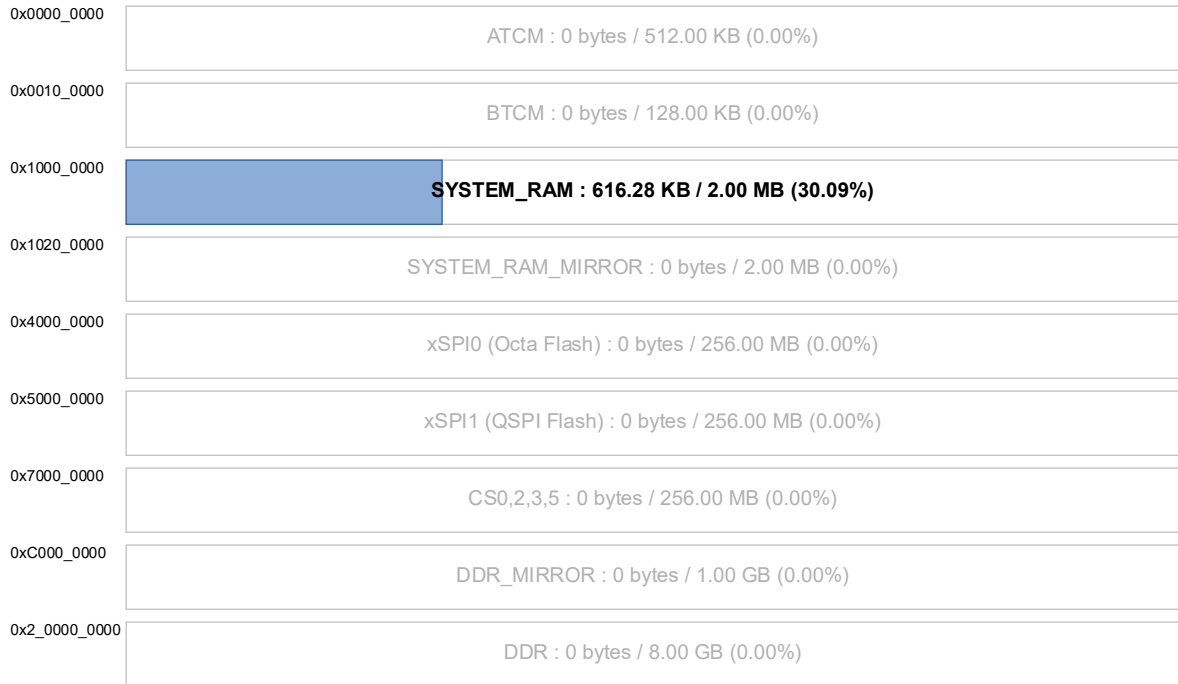 0x0000_0000
ATCM : 0 bytes / 512.00 KB (0.00%)
0x0010_0000
BTCM : 0 bytes / 128.00 KB (0.00%)
0x1000_0000
SYSTEM_RAM : 616.28 KB / 2.00 MB (30.09%)
0x1020_0000
SYSTEM_RAM_MIRROR : 0 bytes / 2.00 MB (0.00%)
0x4000_0000
xSPI0 (Octa Flash) : 0 bytes / 256.00 MB (0.00%)
0x5000_0000
xSPI1 (QSPI Flash) : 0 bytes / 256.00 MB (0.00%)
0x7000_0000
CS0,2,3,5 : 0 bytes / 256.00 MB (0.00%)
0xC000_0000
DDR_MIRROR : 0 bytes / 1.00 GB (0.00%)
0x2_0000_0000
DDR : 0 bytes / 8.00 GB (0.00%)